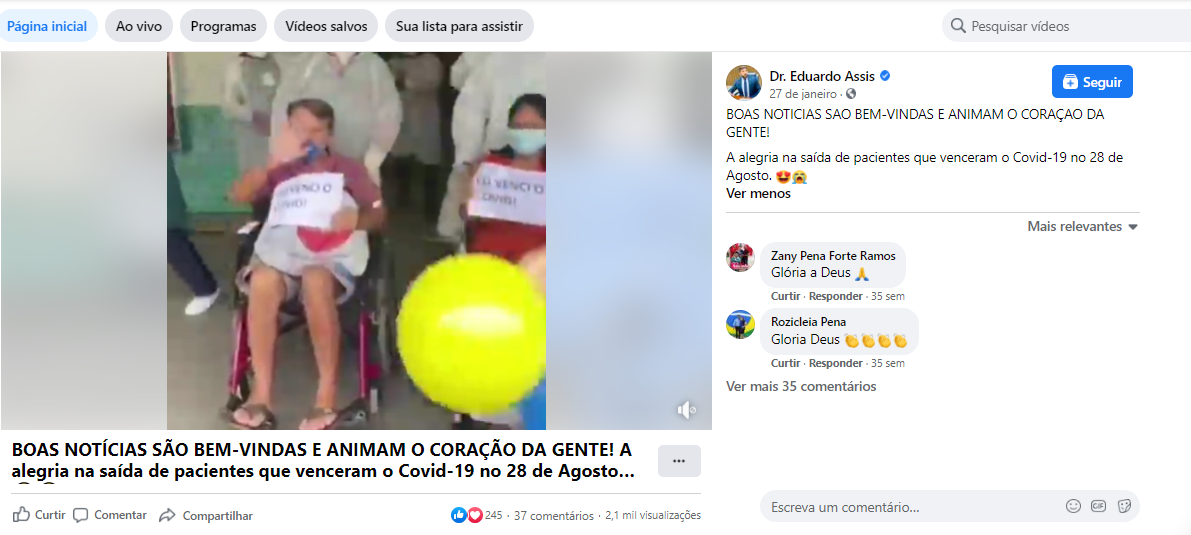 Página inicial
Ao vivo
Programas
Vídeos salvos
Sua lista para assistir
Pesquisar vídeos
VENCI O
COVID!
EU VENCI O
COVID!
BOAS NOTÍCIAS SÃO BEM-VINDAS E ANIMAM O CORAÇÃO DA GENTE! A
alegria na saída de pacientes que venceram o Covid-19 no 28 de Agosto...
Curtir
Comentar
Compartilhar
245 · 37 comentários · 2,1 mil visualizações
Dr. Eduardo Assis
27 de janeiro ·
Seguir
BOAS NOTICIAS SAO BEM-VINDAS E ANIMAM O CORAÇAO DA
GENTE!
A alegria na saída de pacientes que venceram o Covid-19 no 28 de
Agosto. 😍😭
Ver menos
Mais relevantes
Zany Pena Forte Ramos
Glória a Deus 🙏
Curtir · Responder · 35 sem
Rozicleia Pena
Gloria Deus 👏👏👏👏
Curtir · Responder · 35 sem
Ver mais 35 comentários
Escreva um comentário...
GIF